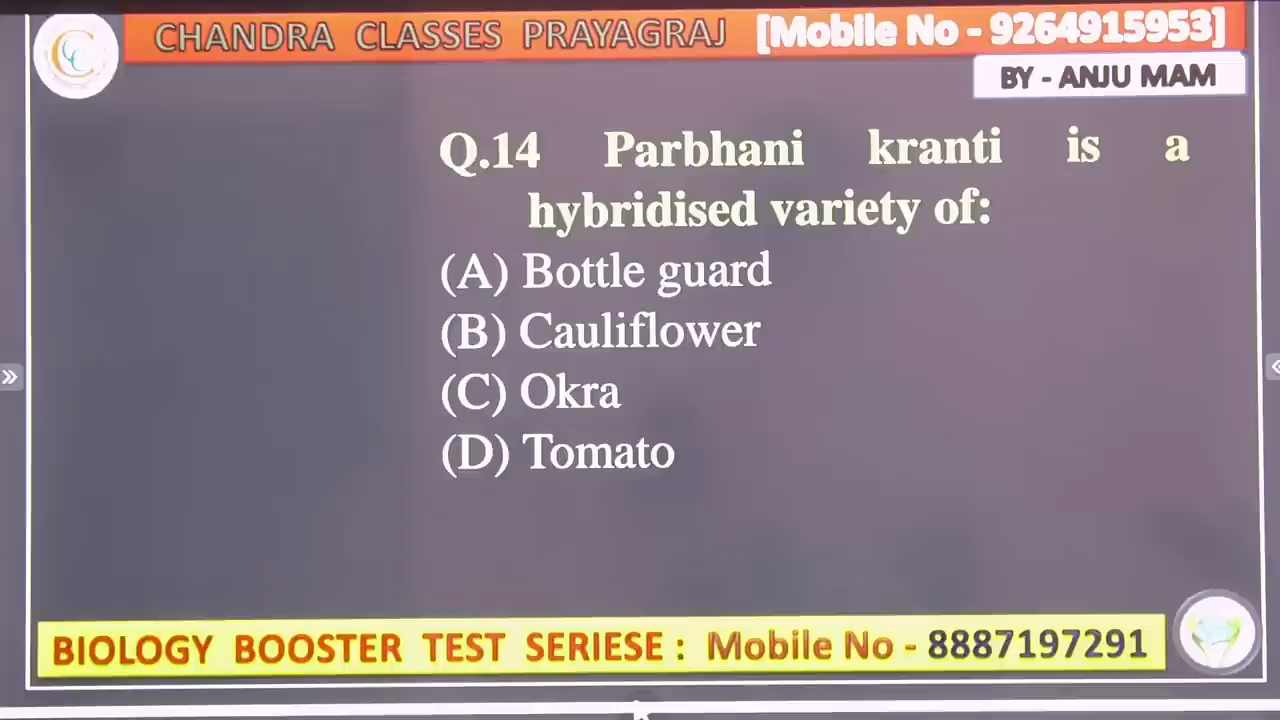 CHANDRA CLASSES PRAYAGRAJ [Mobile No - 9264915953]
BY - ANJU MAM
Q.14 Parbhani kranti is a
hybridised variety of:
(A) Bottle guard
(B) Cauliflower
(C) Okra
(D) Tomato
BIOLOGY BOOSTER TEST SERIESE : Mobile No - 8887197291